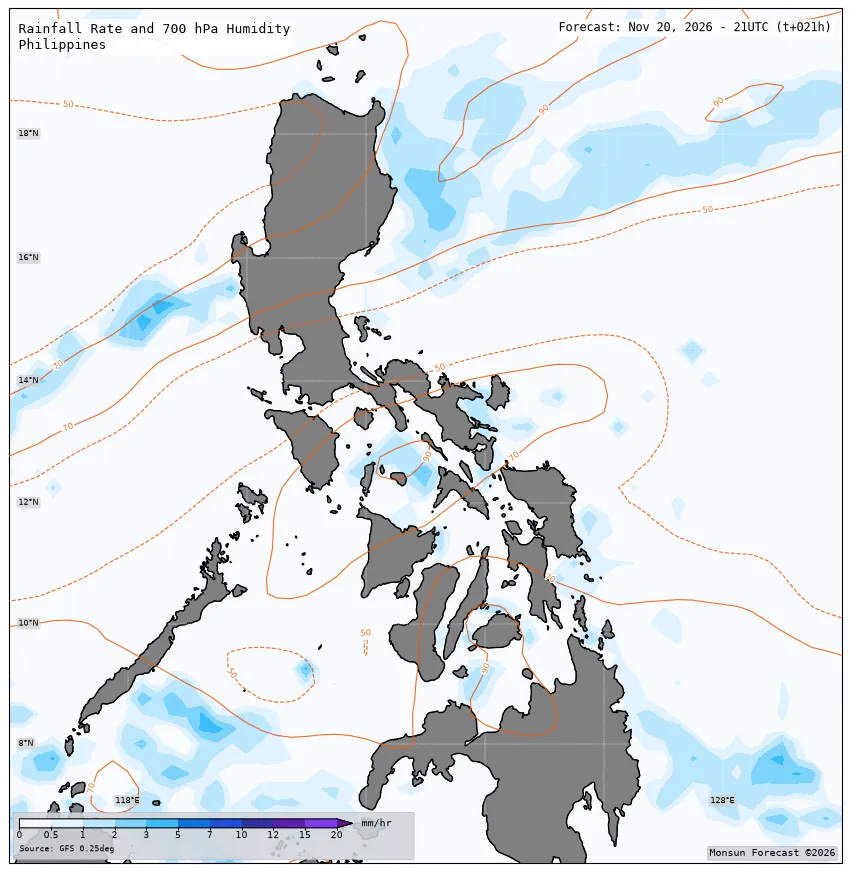 Rainfall Rate and 700 hPa Humidity
Philippines
Forecast: Nov 20, 2026 - 21UTC (t+021h)
90
90
50
18°N
50
16°N
70
50
14°N
70
90
70
12°N
70
10°N
50
50
90
8°N
70
118°E
128°E
0 0.5 1 2 3 5 7 10 12 15 20 mm/hr
Source: GFS 0.25deg
Monsun Forecast ©2026